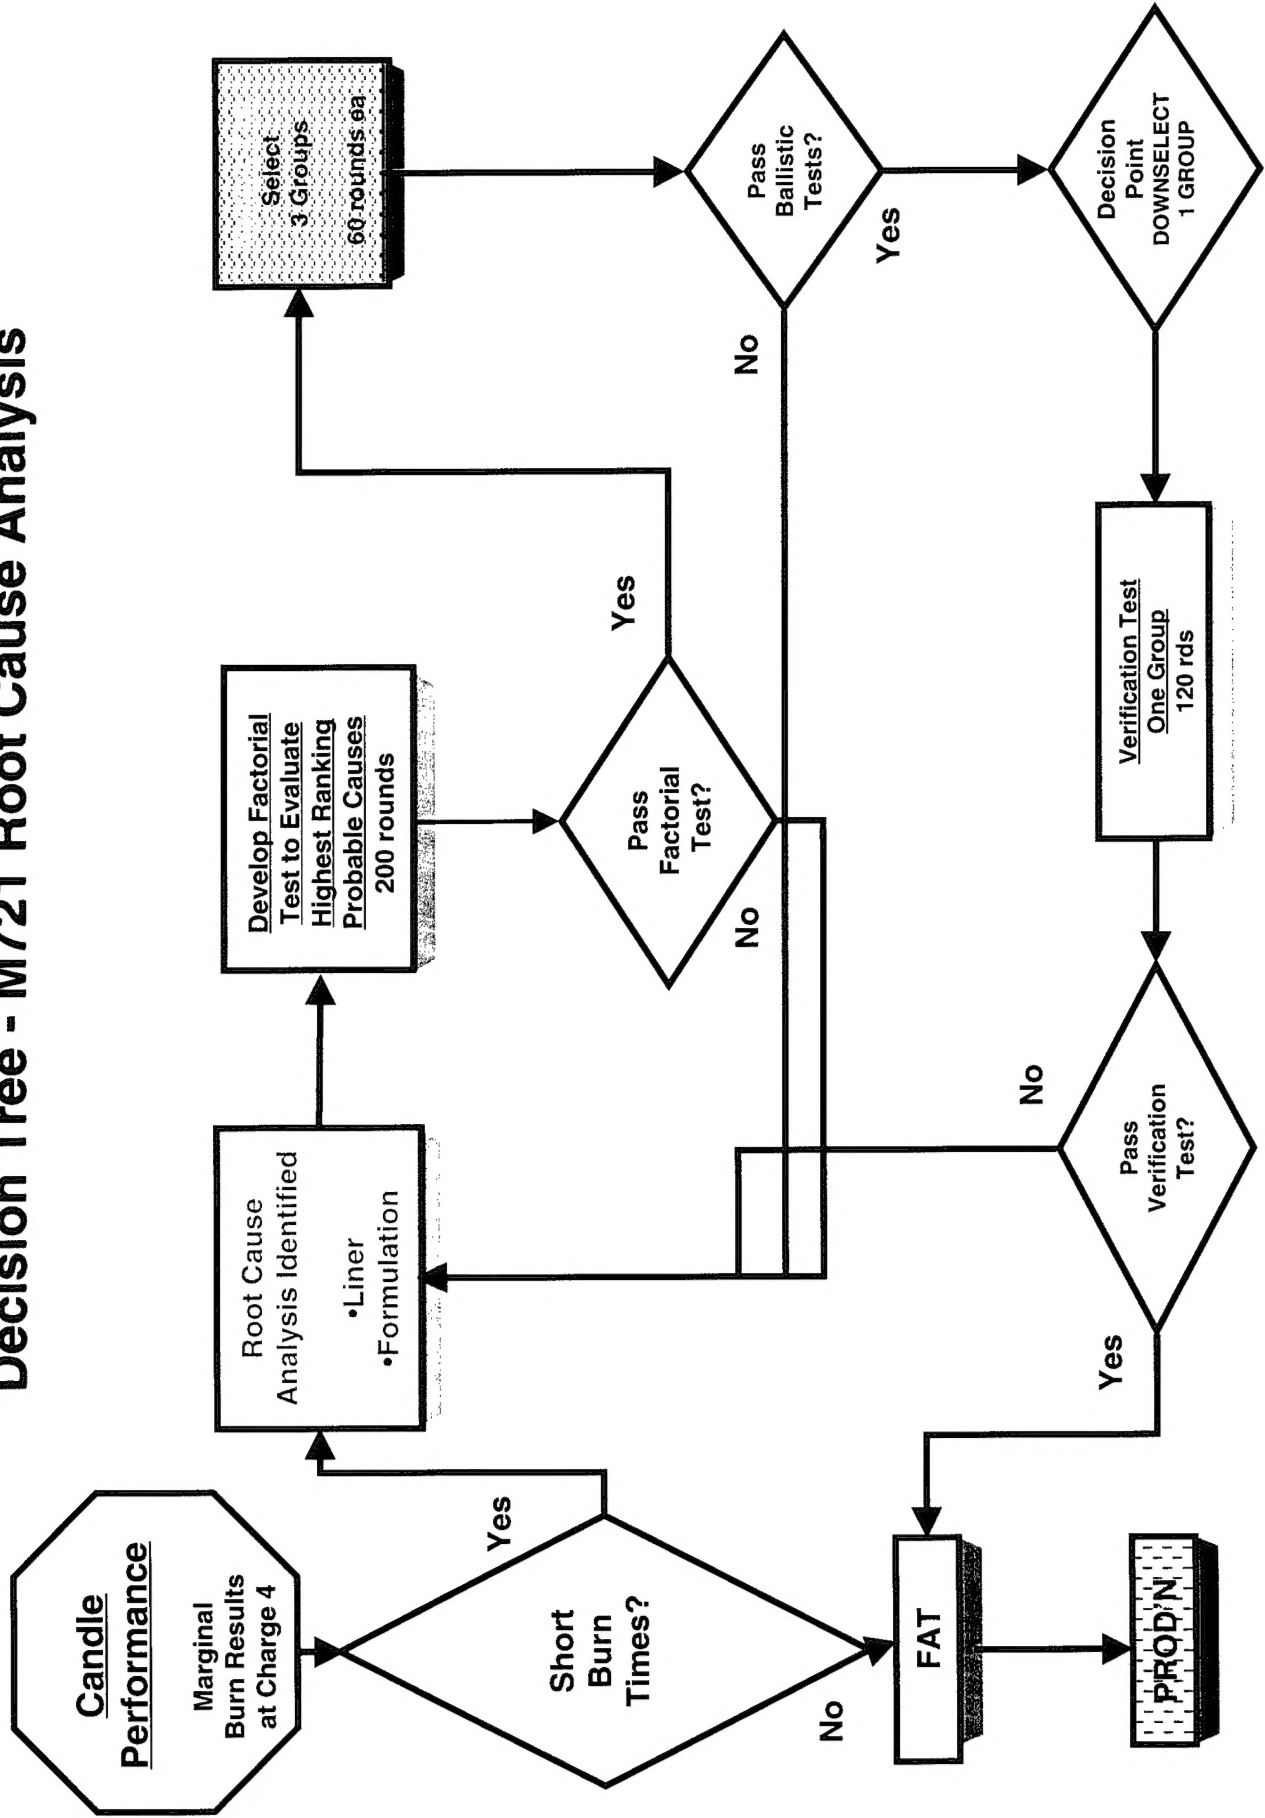 Decision Tree - M721 Root Cause Analysis
Candle
Performance
Marginal
Burn Results
at Charge 4
Short
Burn
Times?
Yes
No
Root Cause
Analysis Identified
•Liner
•Formulation
Develop Factorial
Test to Evaluate
Highest Ranking
Probable Causes
200 rounds
Pass
Factorial
Test?
Yes
No
Select
3 Groups
60 rounds ea
Pass
Ballistic
Tests?
No
Yes
Decision
Point
DOWNSELECT
1 GROUP
Verification Test
One Group
120 rds
Pass
Verification
Test?
No
Yes
FAT
PROD'N